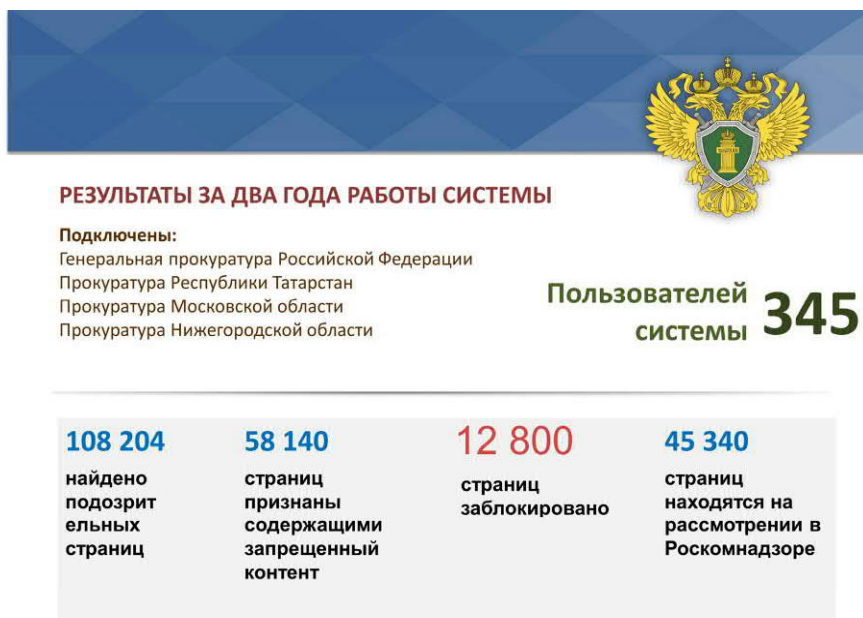 РЕЗУЛЬТАТЫ ЗА ДВА ГОДА РАБОТЫ СИСТЕМЫ
Подключены:
Генеральная прокуратура Российской Федерации
Прокуратура Республики Татарстан
Прокуратура Московской области
Прокуратура Нижегородской области
Пользователей
системы
345
108 204
найдено
подозрит
ельных
страниц
58 140
страниц
признаны
содержащими
запрещенный
контент
12 800
страниц
заблокировано
45 340
страниц
находятся на
рассмотрении в
Роскомнадзоре